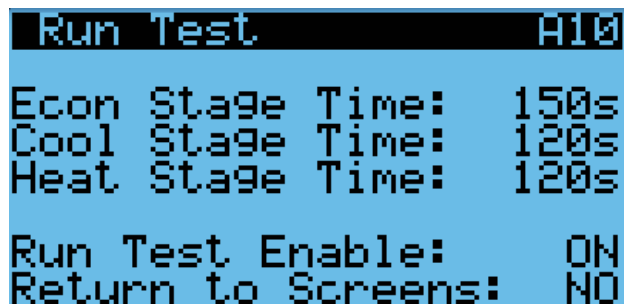 Run Test A10
Econ Stage Time: 150s
Cool Stage Time: 120s
Heat Stage Time: 120s
Run Test Enable: ON
Return to Screens: NO